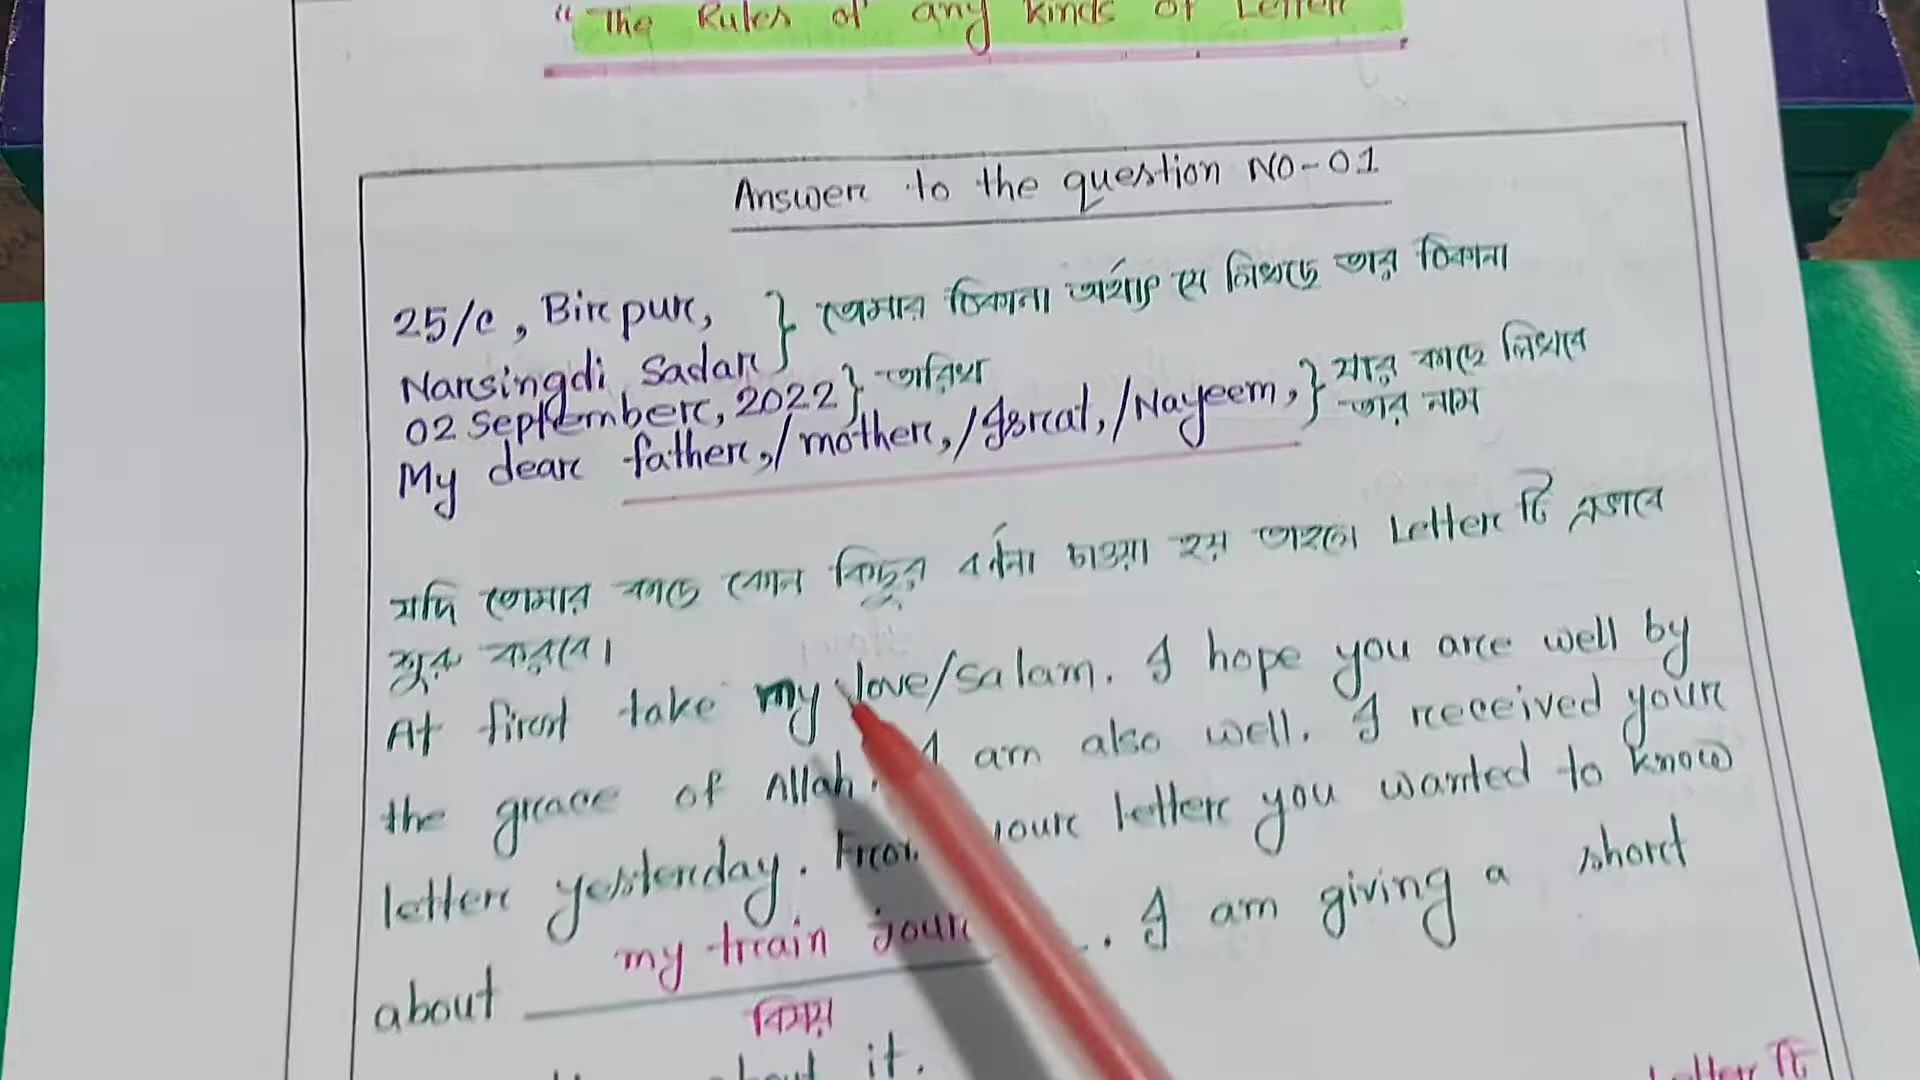 "The Rules of any kinds of Letter
Answer to the question NO-01
25/c, Birpur, } তোমার ঠিকানা অর্থাৎ যে লিখছে তার ঠিকানা
Narsingdi Sadar
02 September, 2022 } তারিখ
My dear father,/mother,/Israt,/Nayeem, } যার কাছে লিখবে
তার নাম
যদি তোমার কাছে কোন কিছুর বর্ননা চাওয়া হয় তাহলে Letter টি এভাবে
শুরু করবে।
At first take my love/salam. I hope you are well by
the grace of Allah. I am also well. I received your
letter yesterday. From your letter you wanted to know
about my train jour . I am giving a short
বিষয়
about it.
Letter টি